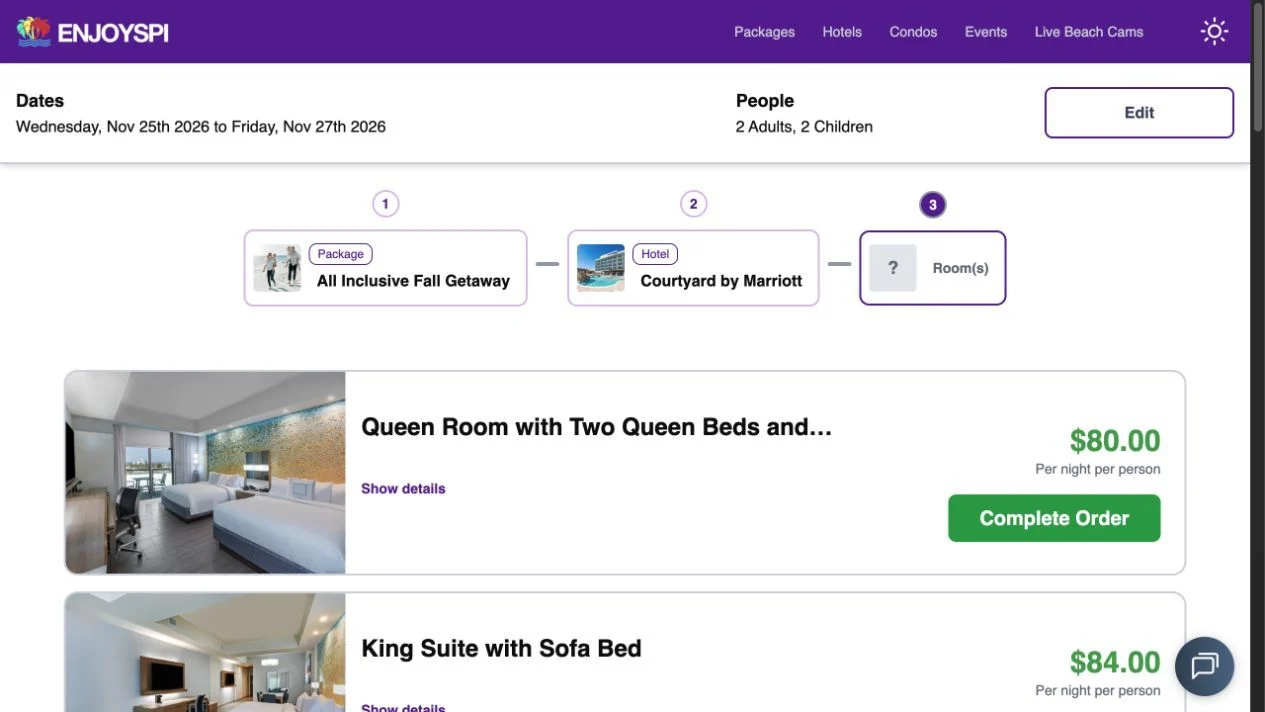 ENJOYSPI
Packages
Hotels
Condos
Events
Live Beach Cams
Dates
Wednesday, Nov 25th 2026 to Friday, Nov 27th 2026
People
2 Adults, 2 Children
Edit
1
Package
All Inclusive Fall Getaway
2
Hotel
Courtyard by Marriott
3
?
Room(s)
Queen Room with Two Queen Beds and…
Show details
$80.00
Per night per person
Complete Order
King Suite with Sofa Bed
Show details
$84.00
Per night per person